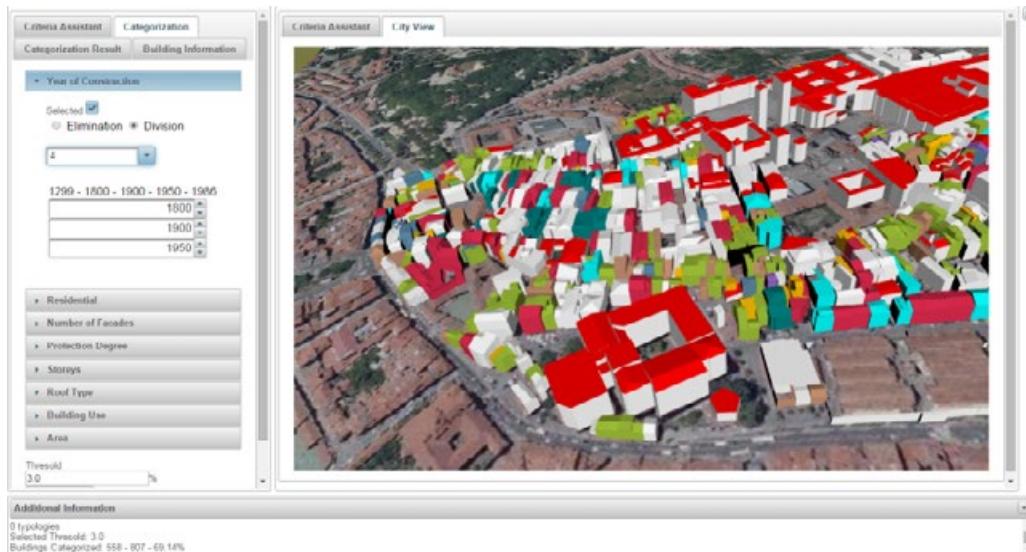 Criteria Assistant Categorization
Categorization Result Building Information
Year of Construction
Selected
Elimination Division
4
1299 - 1800 - 1900 - 1950 - 1986
1800
1900
1950
Residential
Number of Facades
Protection Degree
Storeys
Roof Type
Building Use
Area
Thresold
3.0 %
Criteria Assistant City View
Additional Information
8 typologies
Selected Thresold: 3.0
Buildings Categorized: 558 - 807 - 69.14%